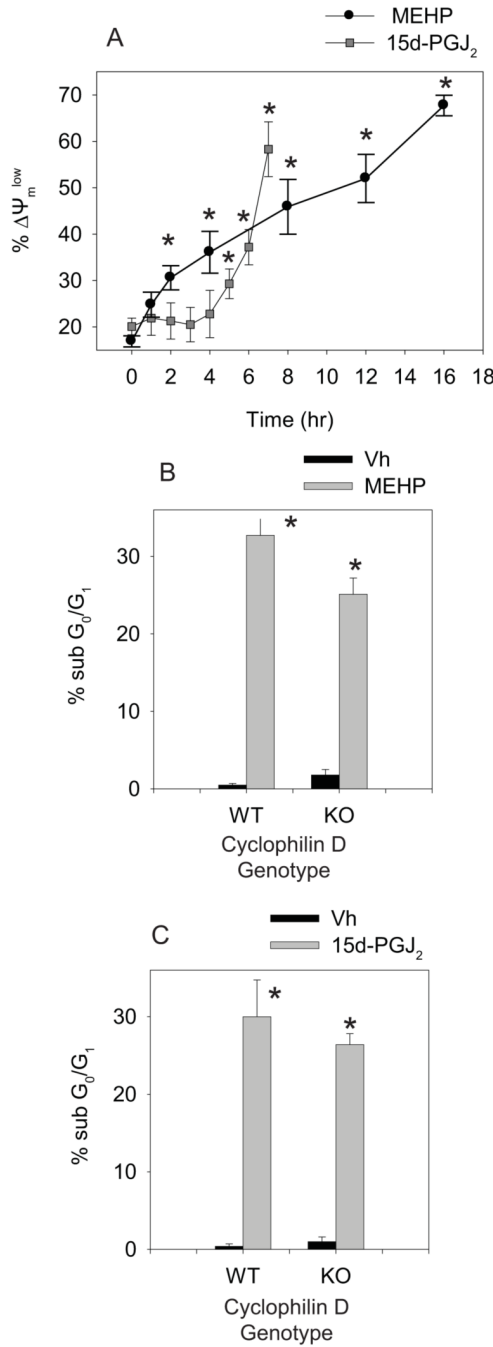 A
MEHP
15d-PGJ₂
*
*
*
*
*
*
*
*
70
60
50
40
30
20
% ΔΨₘˡᵒʷ
0 2 4 6 8 10 12 14 16 18
Time (hr)
B
Vh
MEHP
*
*
30
20
10
0
% sub G₀/G₁
WT KO
Cyclophilin D
Genotype
C
Vh
15d-PGJ₂
*
*
30
20
10
0
% sub G₀/G₁
WT KO
Cyclophilin D
Genotype